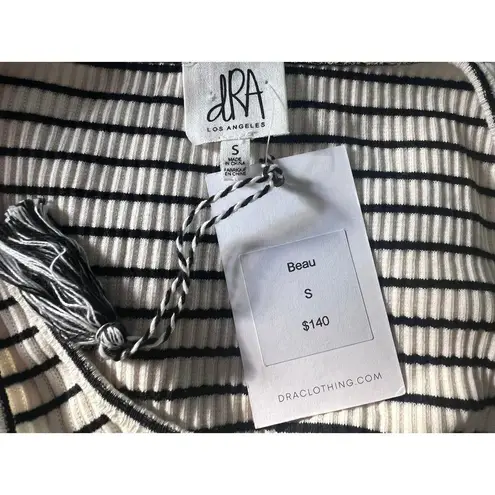 dRA
LOS ANGELES
S
MADE
IN CHINA
FABRIQUÉ
EN CHINE
Beau
S
$140
DRACLOTHING.COM